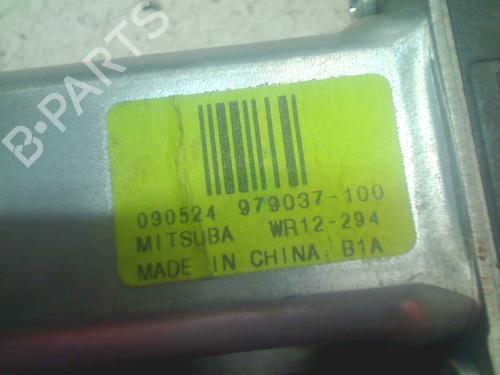 B-PARTS
090524 979037-100
MITSUBA WR12-294
MADE IN CHINA B1A